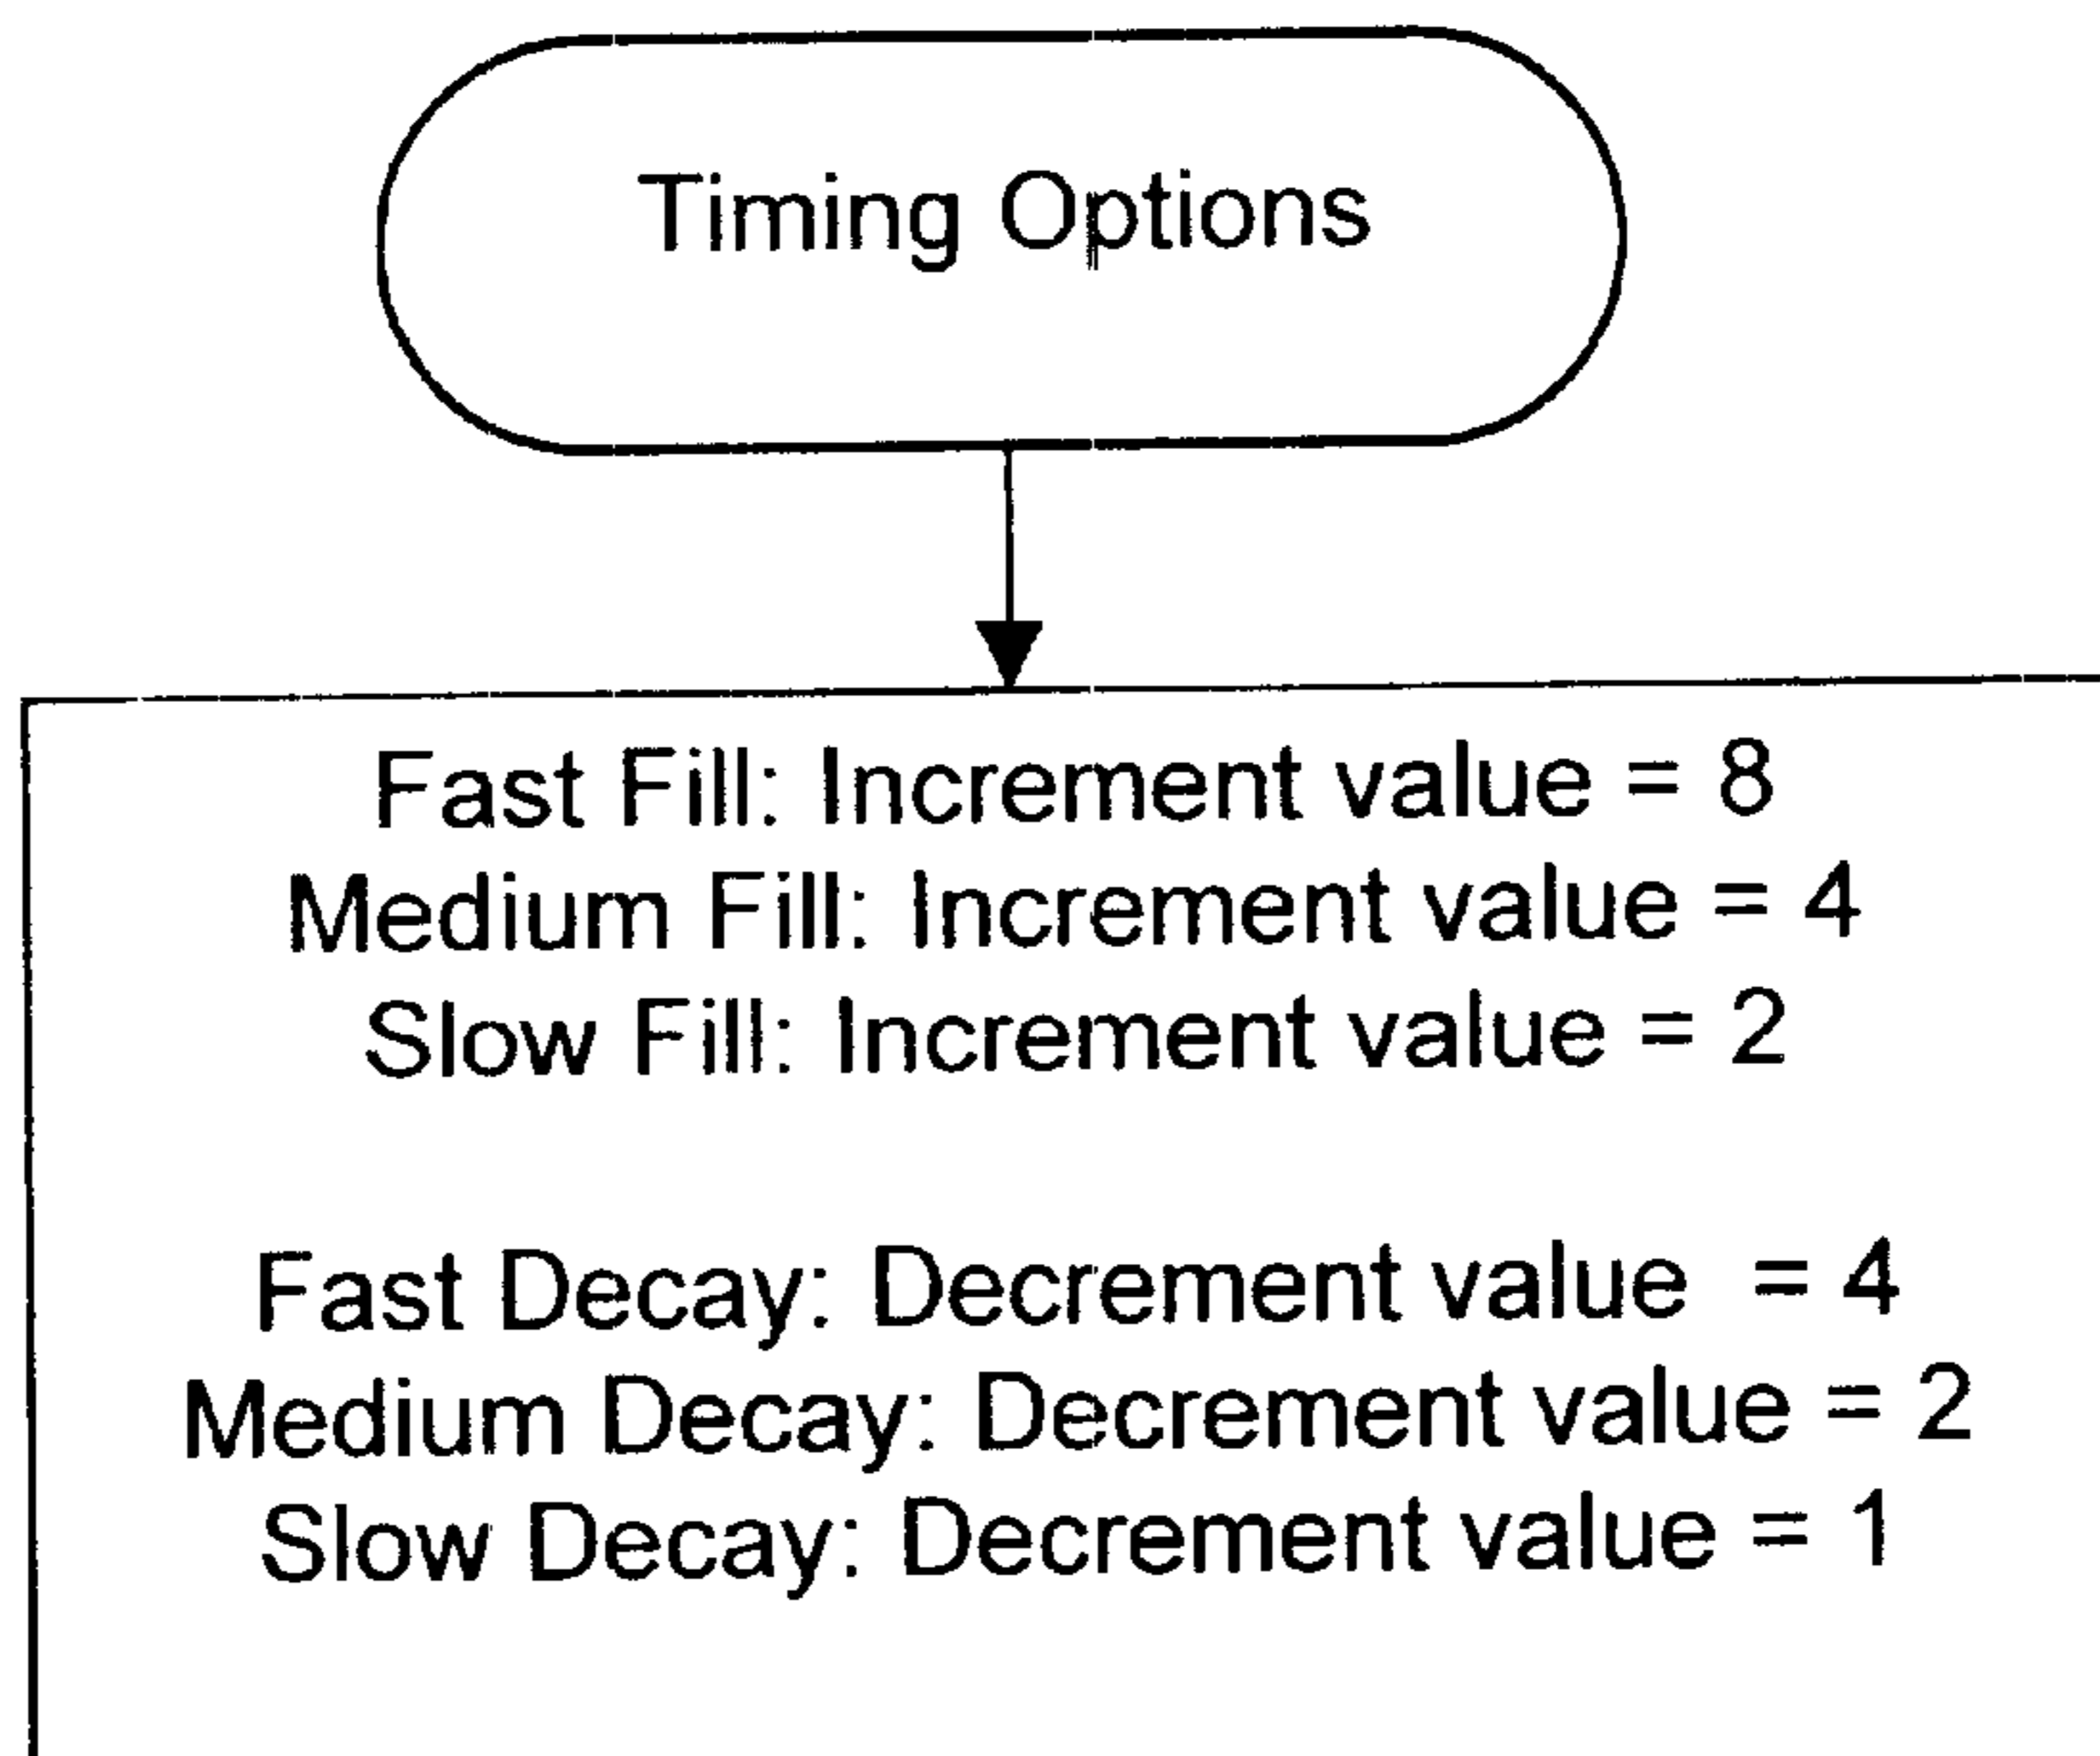 Timing Options
Fast Fill: Increment value = 8
Medium Fill: Increment value = 4
Slow Fill: Increment value = 2
Fast Decay: Decrement value = 4
Medium Decay: Decrement value = 2
Slow Decay: Decrement value = 1